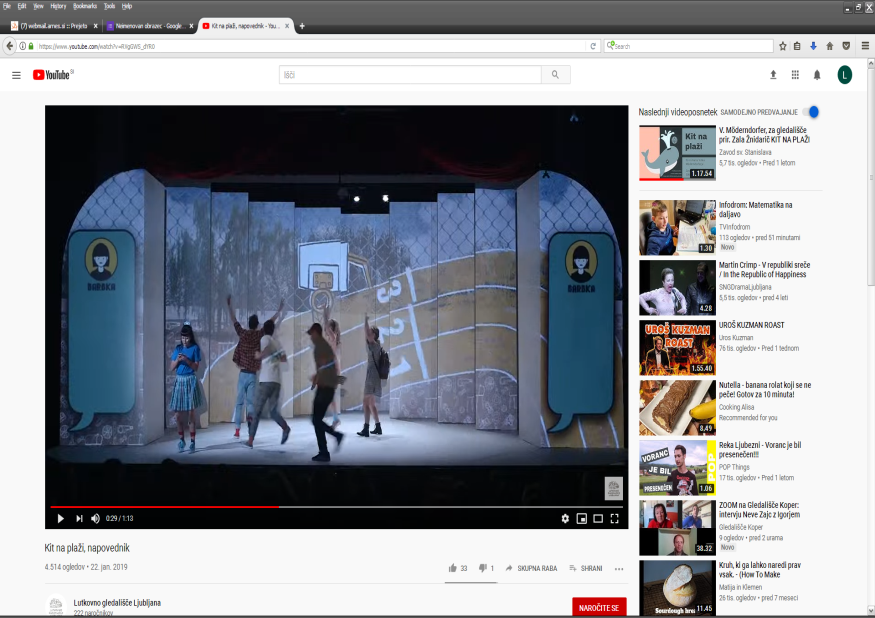 File Edit View History Bookmarks Tools Help
(7) webmail.arnes.si :: Prejeto
Neimenovan obrazec - Google...
Kit na plaži, napovednik - You...
YouTube SI
Search
Išči
Naslednji videoposnetek SAMODEJNO PREDVAJANJE
L
BARBKA
BARBKA
3
2
1
0:29 / 1:13
Kit na plaži, napovednik
4.514 ogledov • 22. jan. 2019
33
1
SKUPNA RABA
SHRANI
Lutkovno gledališče Ljubljana
222 naročnikov
NAROČITE SE
Kit na
plaži
1.17.54
V. Möderndorfer, za gledališče
prir. Zala Žnidarič KIT NA PLAŽI
Zavod sv. Stanislava
5,7 tis. ogledov • Pred 1 letom
1.30
Infodrom: Matematika na
daljavo
TVInfodrom
113 ogledov • pred 51 minutami
Novo
4.28
Martin Crimp - V republiki sreče
/ In the Republic of Happiness
SNGDramaLjubljana
5,5 tis. ogledov • pred 4 leti
UROŠ KUZMAN
ROAST
1.55.40
UROŠ KUZMAN ROAST
Uros Kuzman
76 tis. ogledov • Pred 1 tednom
8.49
Nutella - banana rolat koji se ne
peče! Gotov za 10 minuta!
Cooking Alisa
Recommended for you
VORANC
JE BIL
PRESENEČEN
1.06
Reka Ljubezni - Voranc je bil
presenečen!!!
POP Things
17 tis. ogledov • Pred 1 letom
38.32
ZOOM na Gledališče Koper:
intervju Neve Zajc z Igorjem
Gledališče Koper
9 ogledov • pred 2 urama
Novo
Sourdough bre
11.45
Kruh, ki ga lahko naredi prav
vsak. - (How To Make
Matija in Klemen
26 tis. ogledov • pred 7 meseci